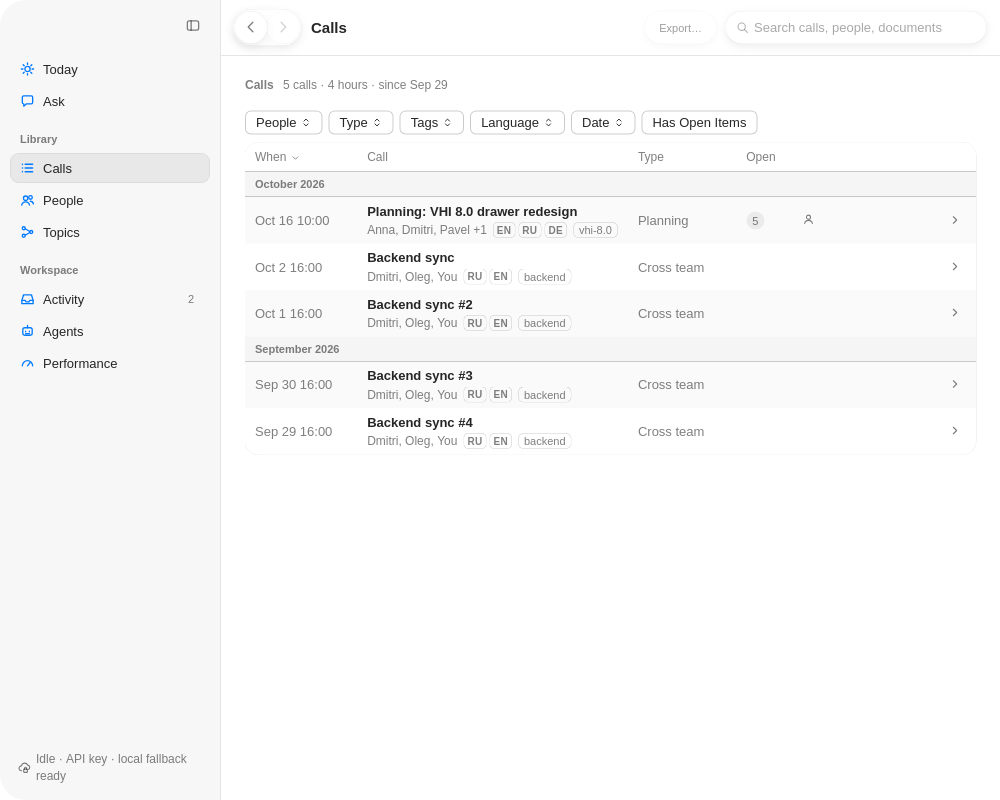 Calls
Export…
Search calls, people, documents
Today
Ask
Library
Calls
People
Topics
Workspace
Activity 2
Agents
Performance
Idle · API key · local fallback
ready
Calls 5 calls · 4 hours · since Sep 29
People Type Tags Language Date Has Open Items
When Call Type Open
October 2026
Oct 16 10:00 Planning: VHI 8.0 drawer redesign Planning 5
Anna, Dmitri, Pavel +1 EN RU DE vhi-8.0
Oct 2 16:00 Backend sync Cross team
Dmitri, Oleg, You RU EN backend
Oct 1 16:00 Backend sync #2 Cross team
Dmitri, Oleg, You RU EN backend
September 2026
Sep 30 16:00 Backend sync #3 Cross team
Dmitri, Oleg, You RU EN backend
Sep 29 16:00 Backend sync #4 Cross team
Dmitri, Oleg, You RU EN backend